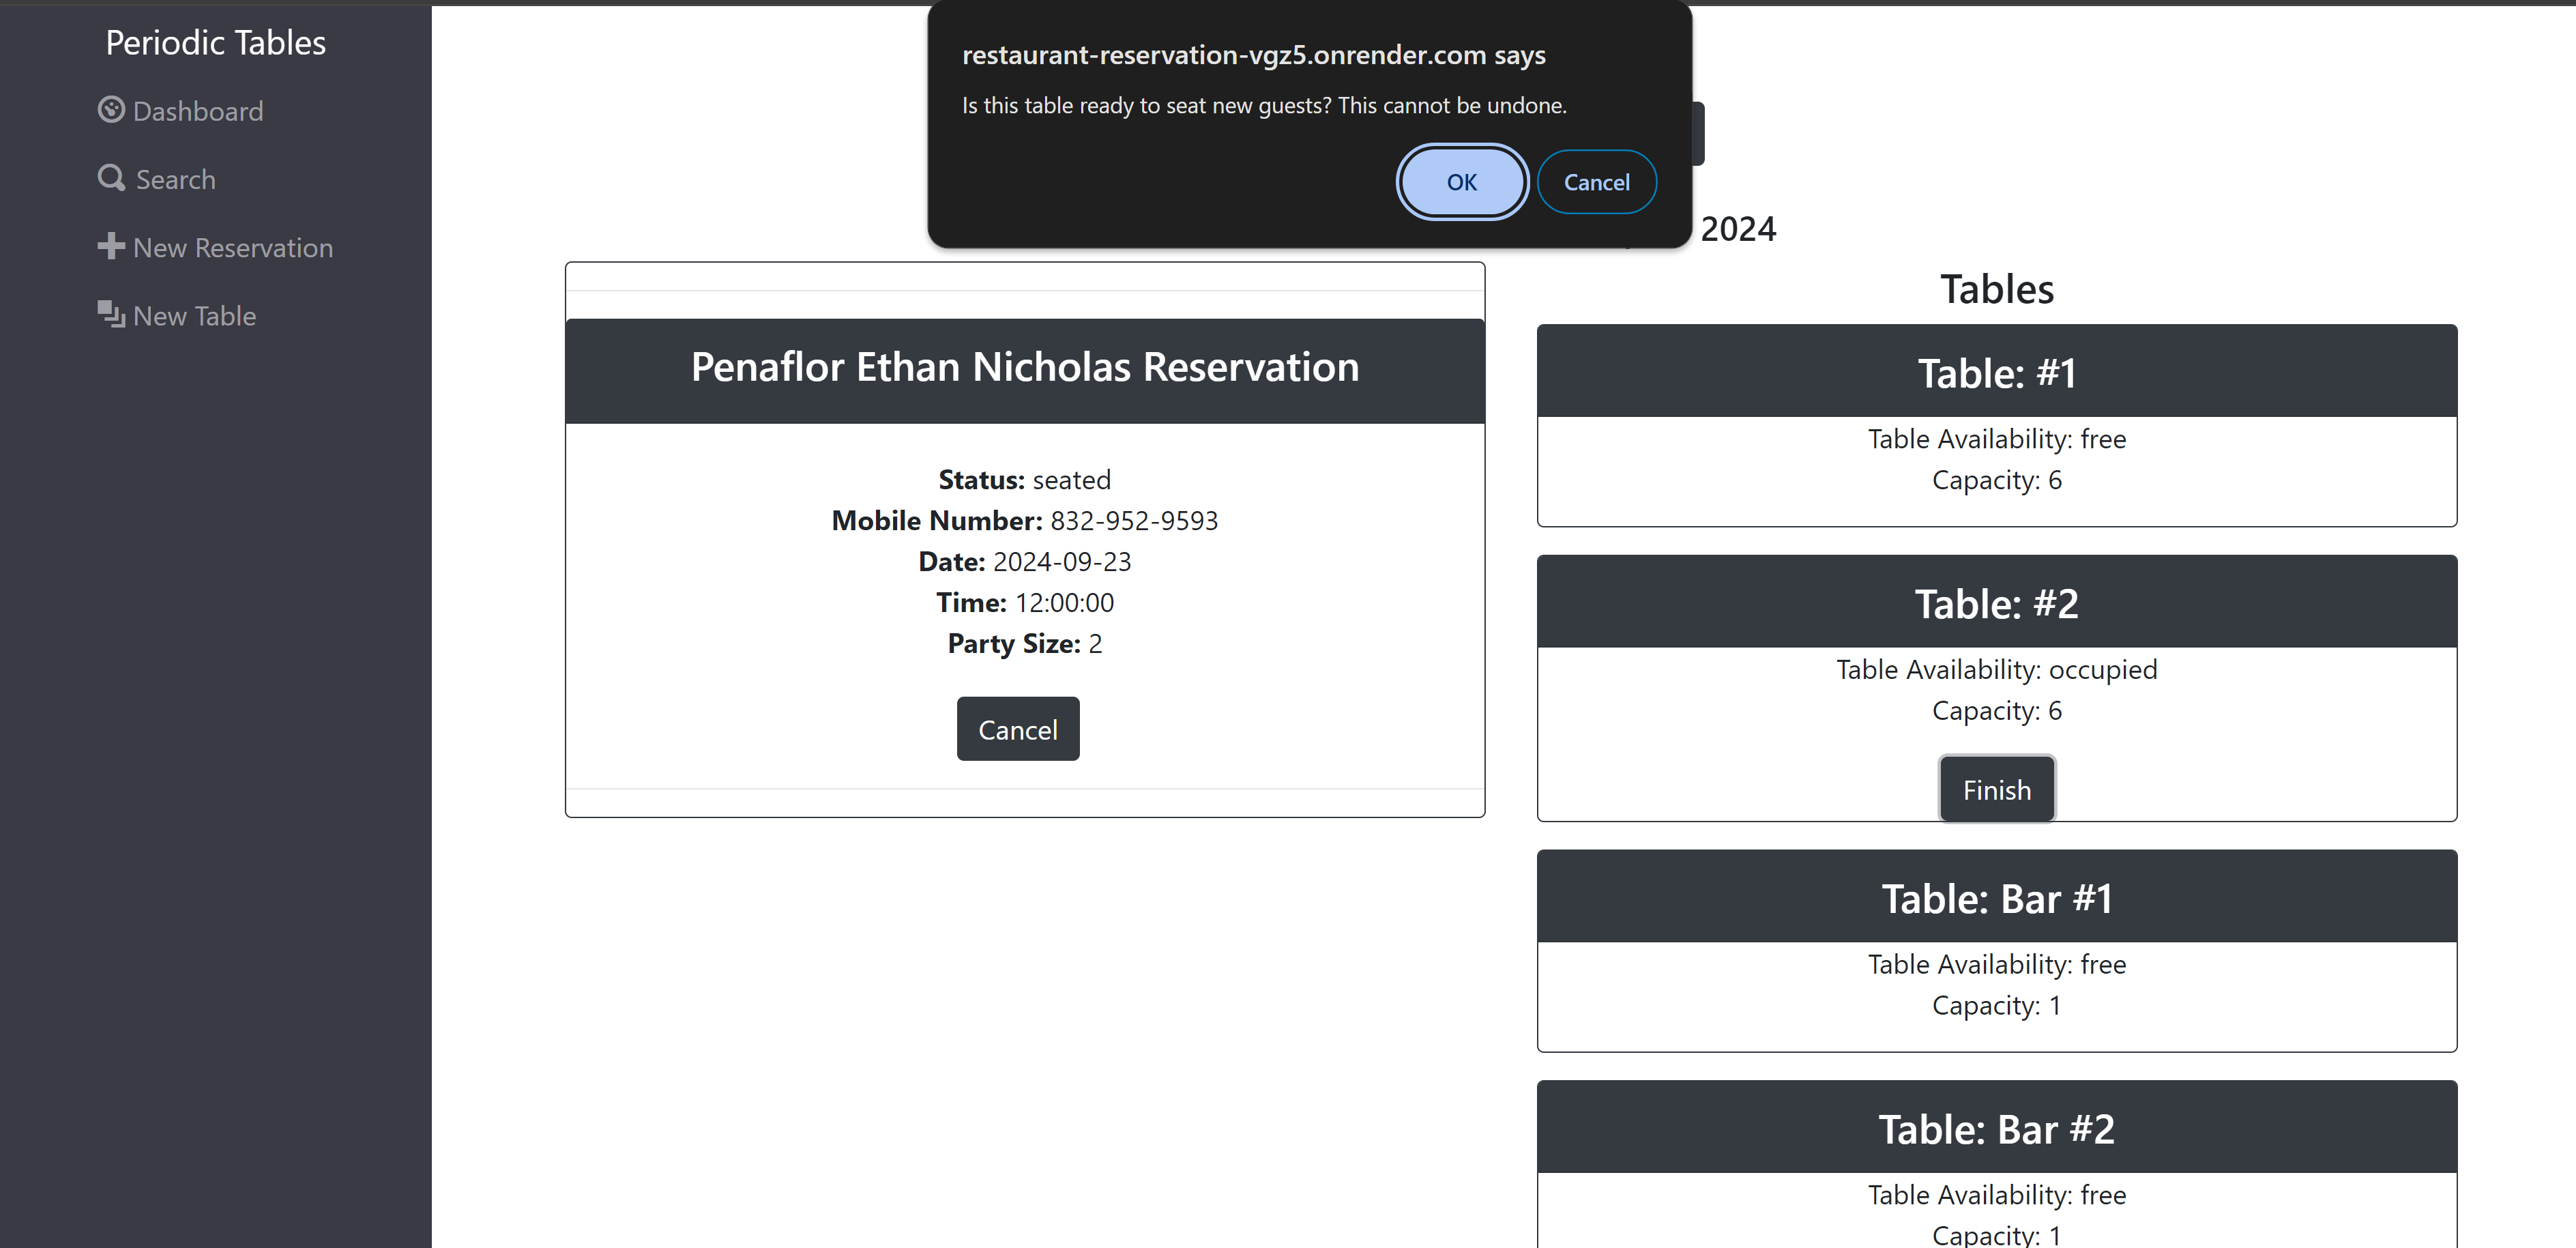 Periodic Tables
Dashboard
Search
New Reservation
New Table
restaurant-reservation-vgz5.onrender.com says
Is this table ready to seat new guests? This cannot be undone.
OK
Cancel
2024
Penaflor Ethan Nicholas Reservation
Status: seated
Mobile Number: 832-952-9593
Date: 2024-09-23
Time: 12:00:00
Party Size: 2
Cancel
Tables
Table: #1
Table Availability: free
Capacity: 6
Table: #2
Table Availability: occupied
Capacity: 6
Finish
Table: Bar #1
Table Availability: free
Capacity: 1
Table: Bar #2
Table Availability: free
Capacity: 1